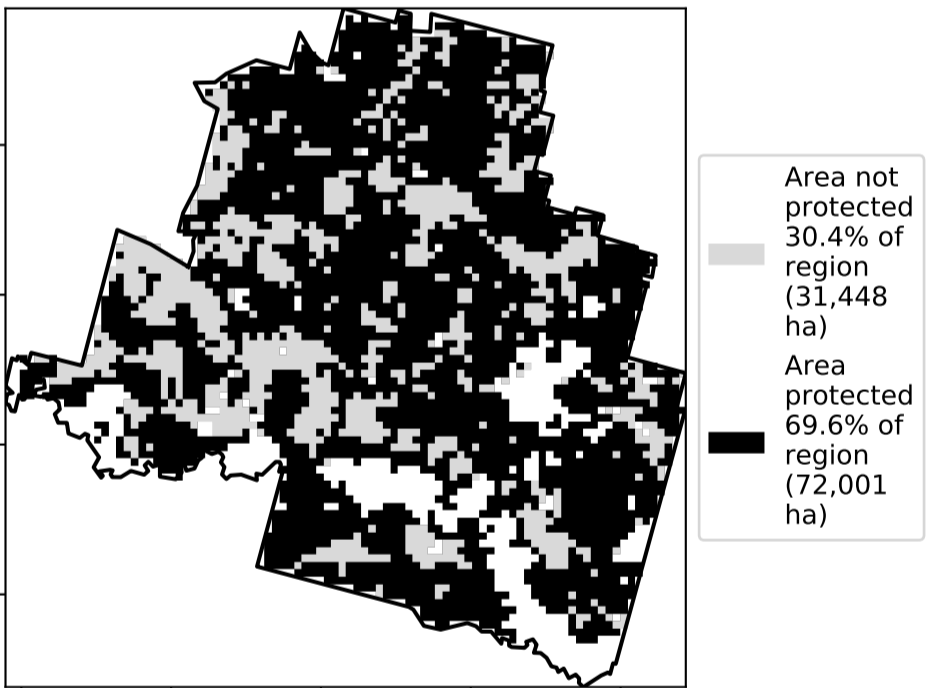 Area not
protected
30.4% of
region
(31,448
ha)
Area
protected
69.6% of
region
(72,001
ha)